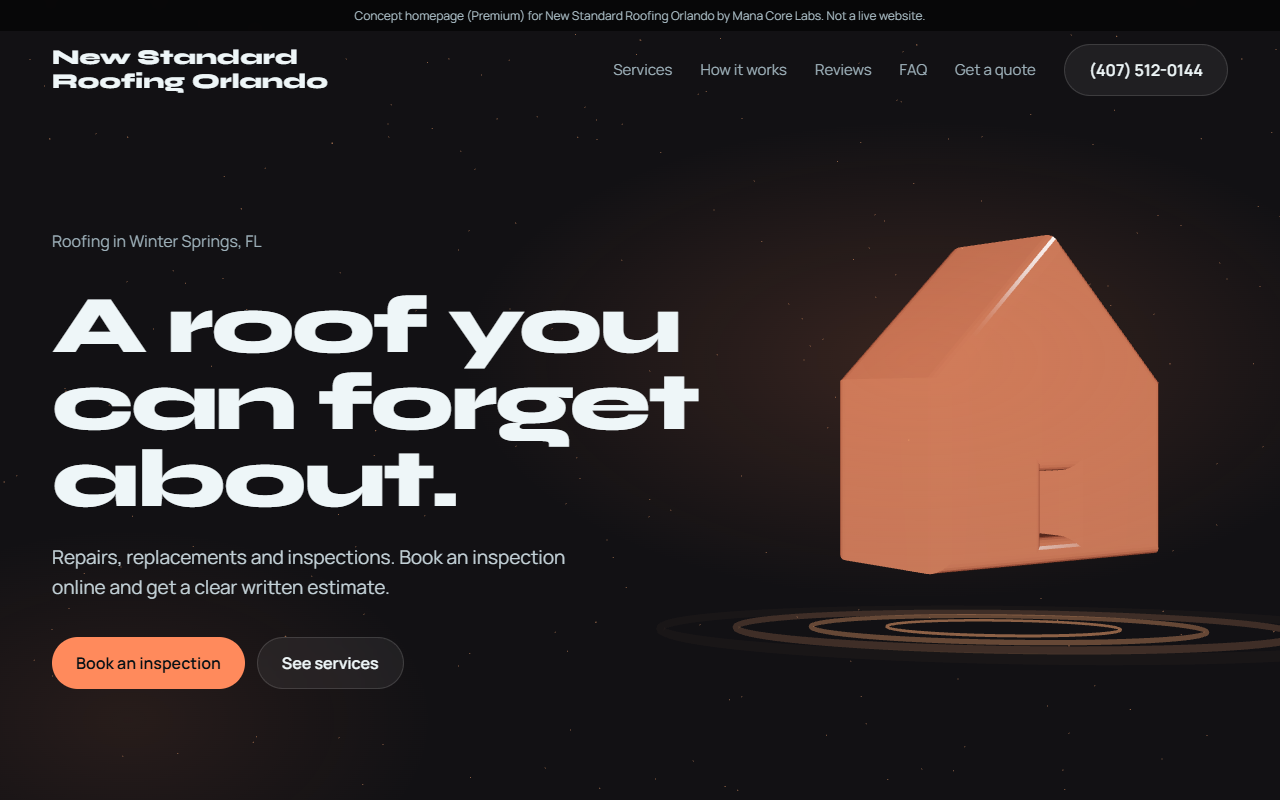 Concept homepage (Premium) for New Standard Roofing Orlando by Mana Core Labs. Not a live website.
New Standard
Roofing Orlando
Services
How it works
Reviews
FAQ
Get a quote
(407) 512-0144
Roofing in Winter Springs, FL
A roof you
can forget
about.
Repairs, replacements and inspections. Book an inspection
online and get a clear written estimate.
Book an inspection
See services